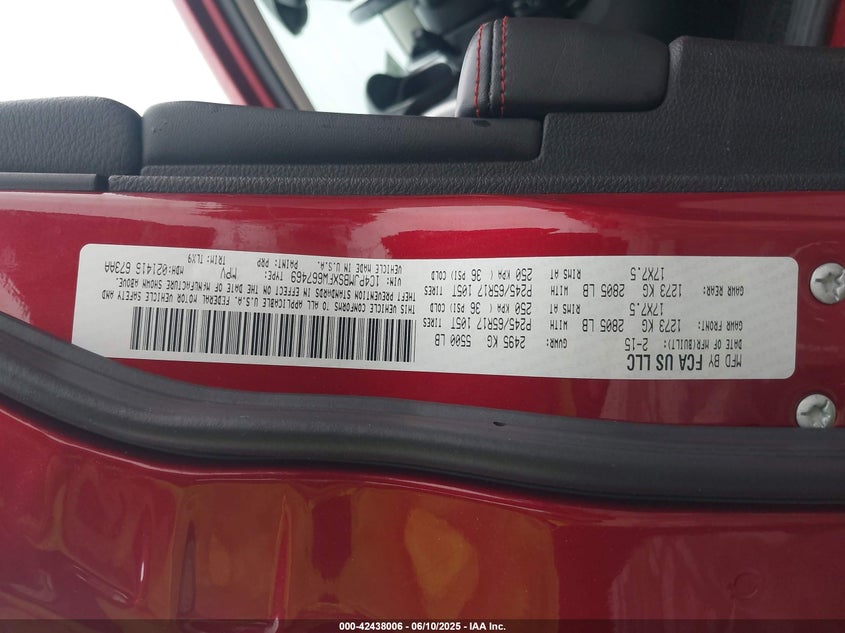 MFD BY FCA US LLC
DATE OF MFR(BUILT): 2-15 GVWR: 2495 KG 5500 LB
GAWR FRONT: 1273 KG 2805 LB WITH P245/65R17 105T TIRES
17X7.5 RIMS AT 250 KPA( 36 PSI) COLD
GAWR REAR: 1273 KG 2805 LB WITH P245/65R17 105T TIRES
17X7.5 RIMS AT 250 KPA( 36 PSI) COLD
THIS VEHICLE CONFORMS TO ALL APPLICABLE U.S.A. FEDERAL MOTOR VEHICLE SAFETY AND
THEFT PREVENTION STANDARDS IN EFFECT ON THE DATE OF MANUFACTURE SHOWN ABOVE.
VIN: 1C4PJMBSXFW667469 TYPE: MPV MDH:021416 673AA
PAINT: PRP TRIM: TLX9
VEHICLE MADE IN U.S.A.
000-42438006 - 06/10/2025 - IAA Inc.